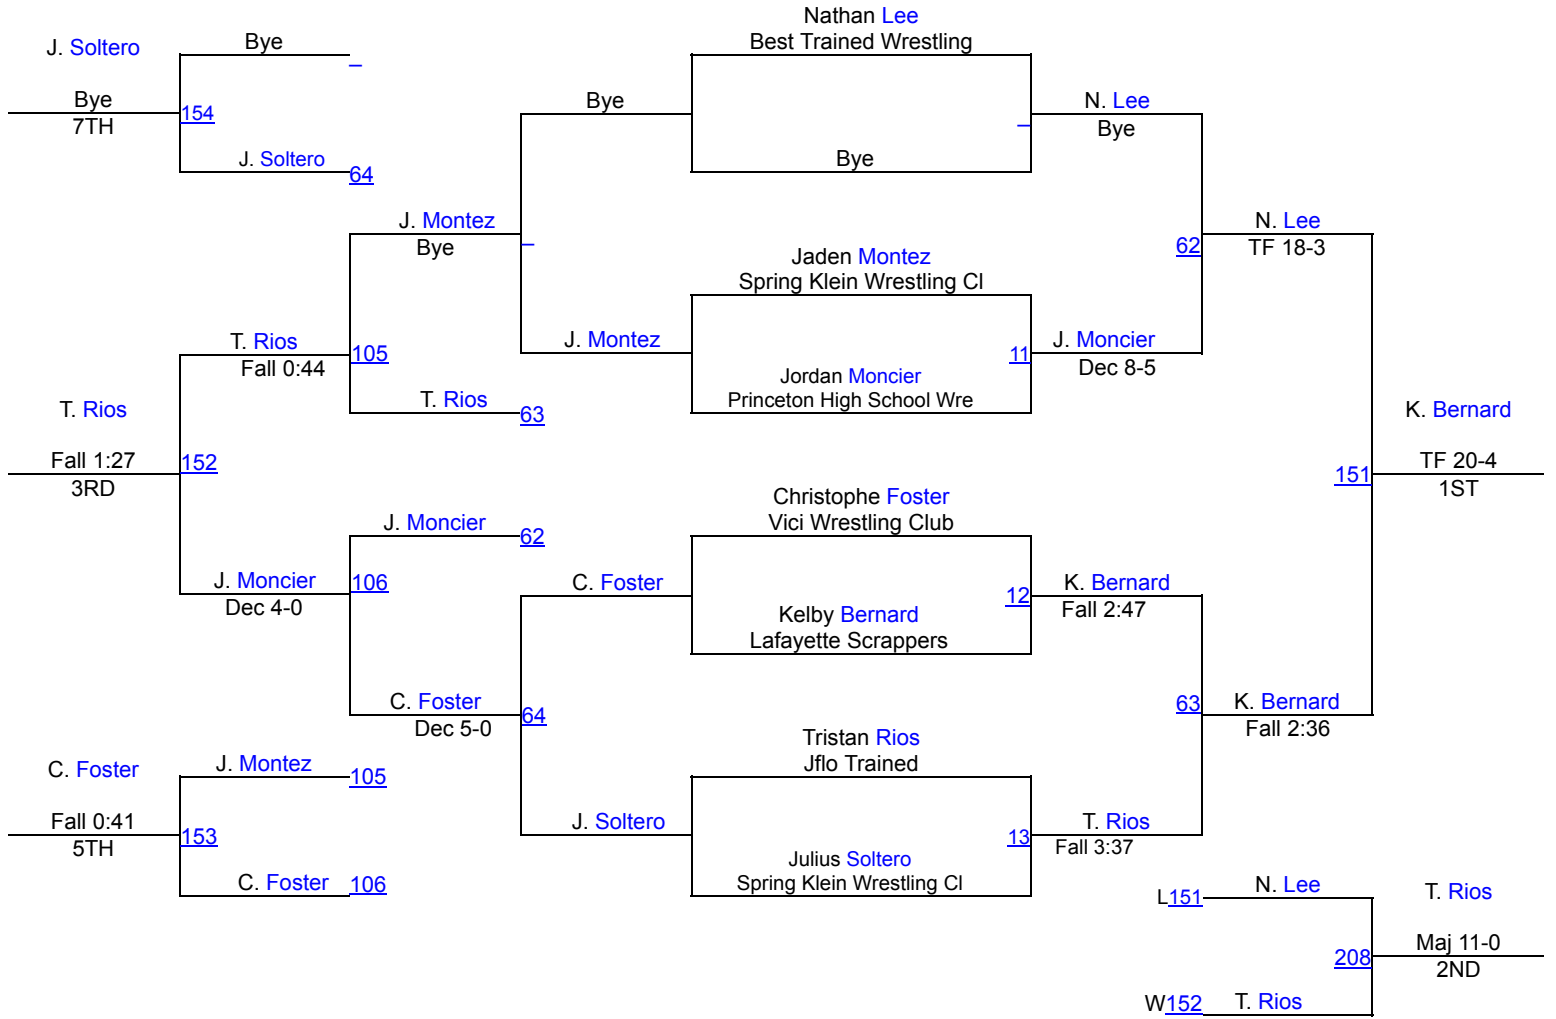 Nathan Lee
Best Trained Wrestling
J. Soltero
Bye
–
Bye
7TH
154
Bye
N. Lee
Bye
–
J. Soltero
64
Bye
J. Montez
Bye
–
N. Lee
TF 18-3
62
Jaden Montez
Spring Klein Wrestling Cl
T. Rios
Fall 0:44
105
J. Montez
11
J. Moncier
Dec 8-5
Jordan Moncier
Princeton High School Wre
T. Rios
63
T. Rios
Fall 1:27
3RD
152
K. Bernard
TF 20-4
1ST
151
Christophe Foster
Vici Wrestling Club
J. Moncier
62
J. Moncier
Dec 4-0
106
C. Foster
12
K. Bernard
Fall 2:47
Kelby Bernard
Lafayette Scrappers
C. Foster
Dec 5-0
64
63
K. Bernard
Fall 2:36
Tristan Rios
Jflo Trained
C. Foster
Fall 0:41
5TH
J. Montez
105
153
J. Soltero
13
T. Rios
Fall 3:37
Julius Soltero
Spring Klein Wrestling Cl
C. Foster
106
L151
N. Lee
T. Rios
Maj 11-0
2ND
208
W152
T. Rios